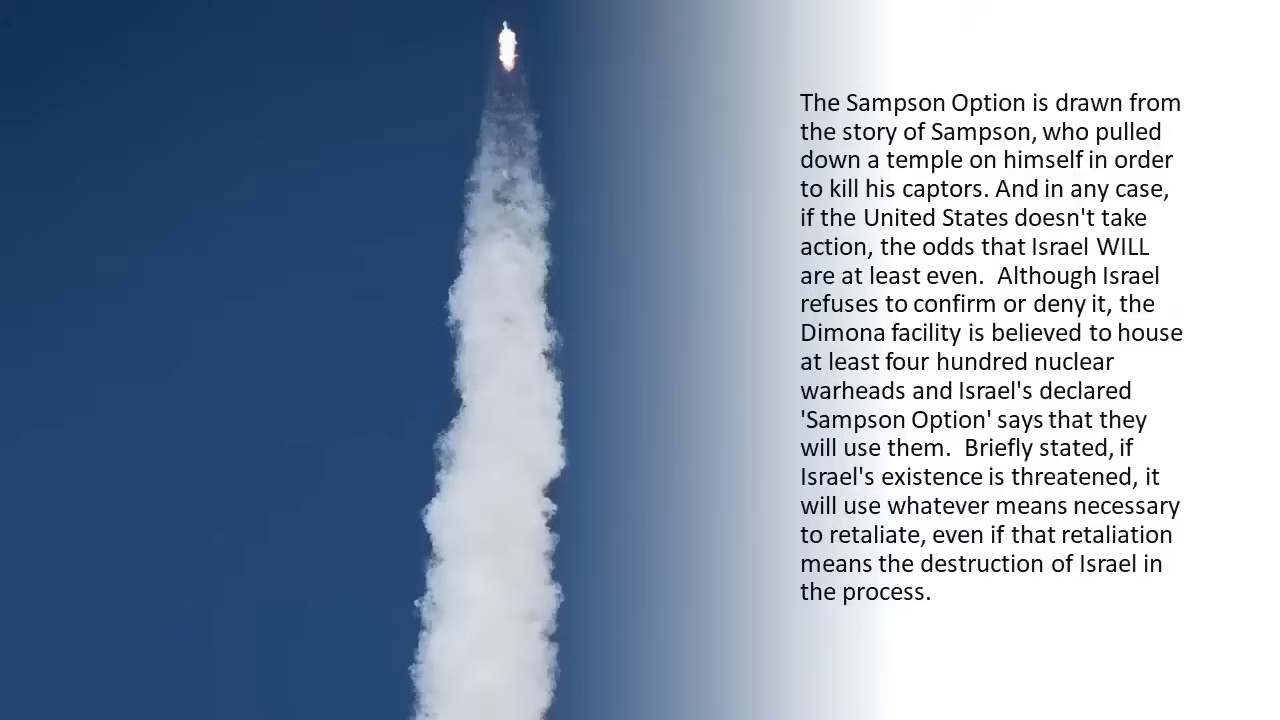 The Sampson Option is drawn from
the story of Sampson, who pulled
down a temple on himself in order
to kill his captors. And in any case,
if the United States doesn't take
action, the odds that Israel WILL
are at least even.  Although Israel
refuses to confirm or deny it, the
Dimona facility is believed to house
at least four hundred nuclear
warheads and Israel's declared
'Sampson Option' says that they
will use them.  Briefly stated, if
Israel's existence is threatened, it
will use whatever means necessary
to retaliate, even if that retaliation
means the destruction of Israel in
the process.